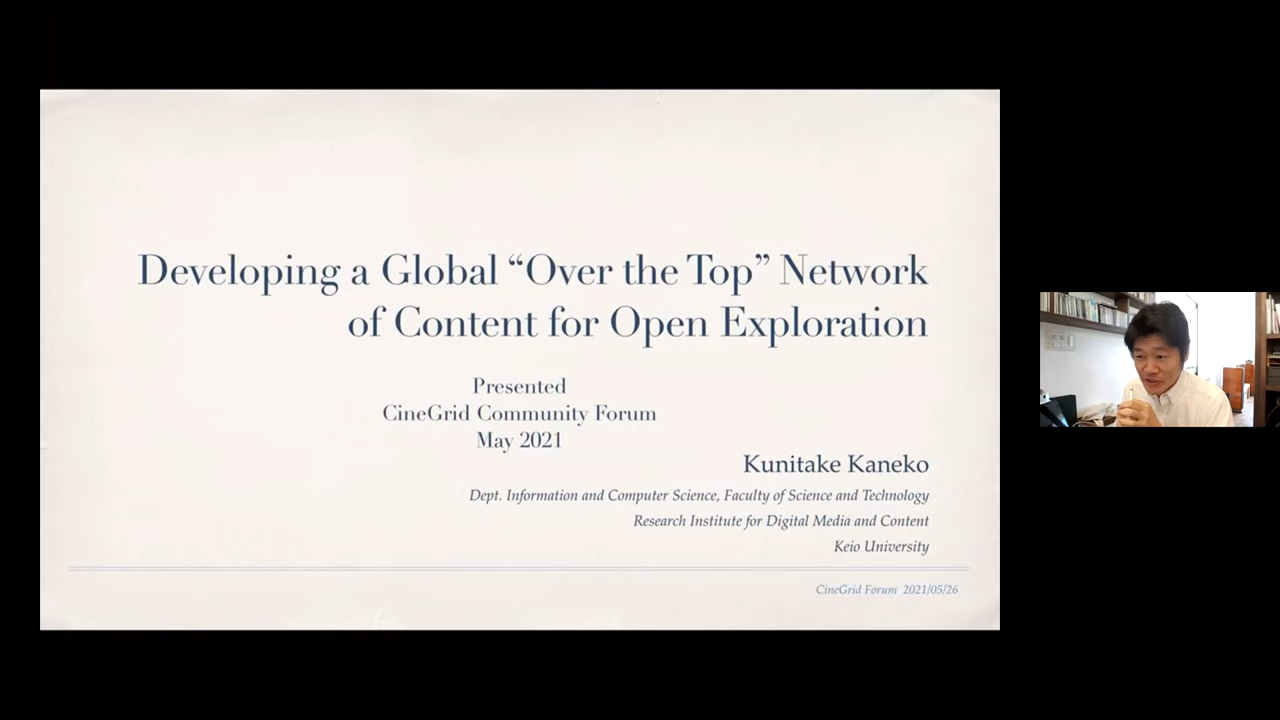 Developing a Global “Over the Top” Network
of Content for Open Exploration
Presented
CineGrid Community Forum
May 2021
Kunitake Kaneko
Dept. Information and Computer Science, Faculty of Science and Technology
Research Institute for Digital Media and Content
Keio University
CineGrid Forum 2021/05/26